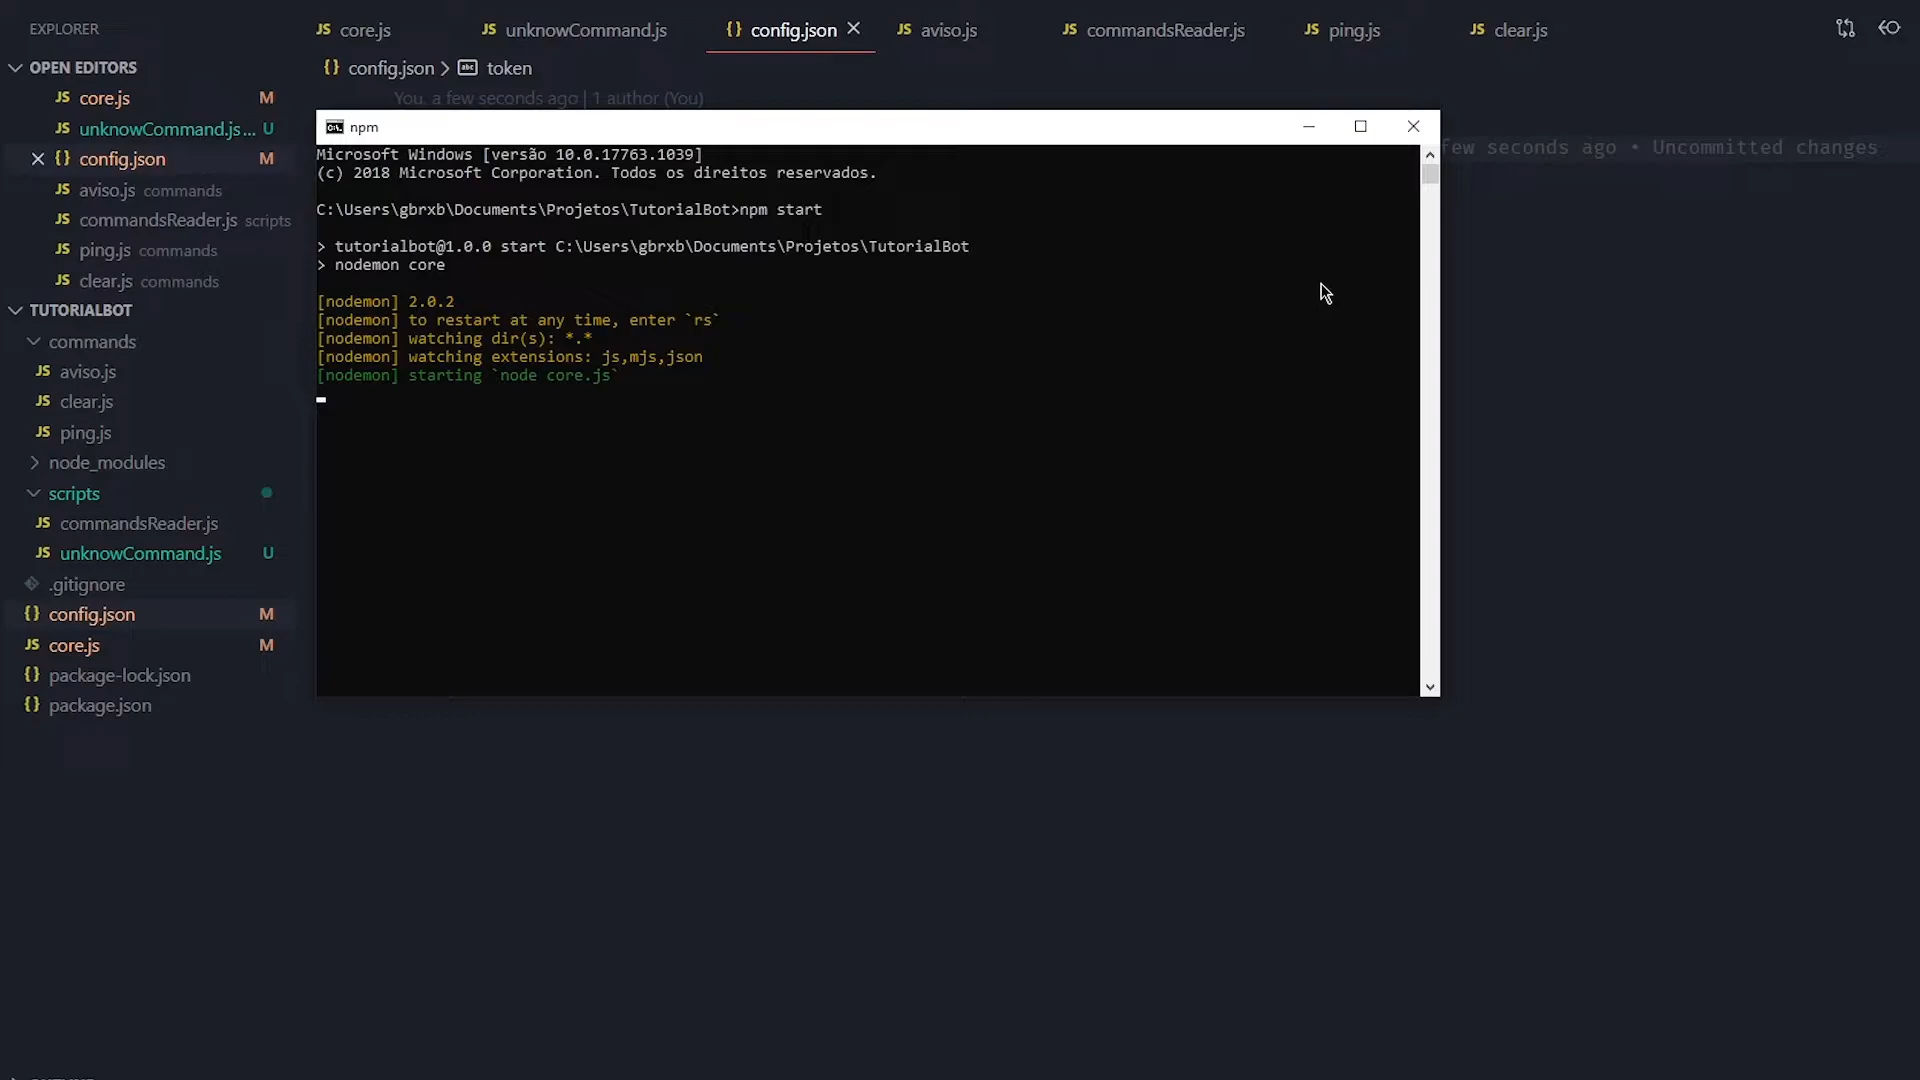 EXPLORER
OPEN EDITORS
JS core.js M
JS unknowCommand.js... U
{} config.json M
JS aviso.js commands
JS commandsReader.js scripts
JS ping.js commands
JS clear.js commands
TUTORIALBOT
commands
JS aviso.js
JS clear.js
JS ping.js
node_modules
scripts
JS commandsReader.js
JS unknowCommand.js U
.gitignore
{} config.json M
JS core.js M
{} package-lock.json
{} package.json
JS core.js JS unknowCommand.js {} config.json JS aviso.js JS commandsReader.js JS ping.js JS clear.js
{} config.json > abc token
You, a few seconds ago | 1 author (You)
few seconds ago • Uncommitted changes
npm
Microsoft Windows [versão 10.0.17763.1039]
(c) 2018 Microsoft Corporation. Todos os direitos reservados.
C:\Users\gbrxb\Documents\Projetos\TutorialBot>npm start
> tutorialbot@1.0.0 start C:\Users\gbrxb\Documents\Projetos\TutorialBot
> nodemon core
[nodemon] 2.0.2
[nodemon] to restart at any time, enter `rs`
[nodemon] watching dir(s): *.*
[nodemon] watching extensions: js,mjs,json
[nodemon] starting `node core.js`